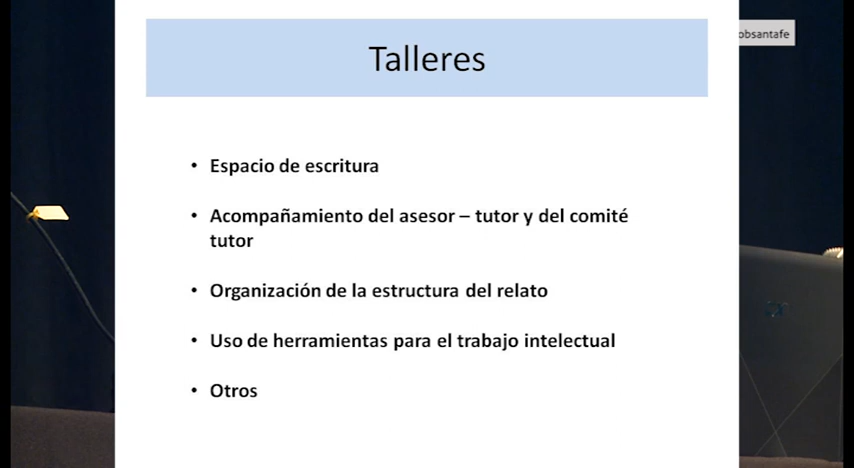 Talleres
obsantafe
• Espacio de escritura
• Acompañamiento del asesor – tutor y del comité
tutor
• Organización de la estructura del relato
• Uso de herramientas para el trabajo intelectual
• Otros